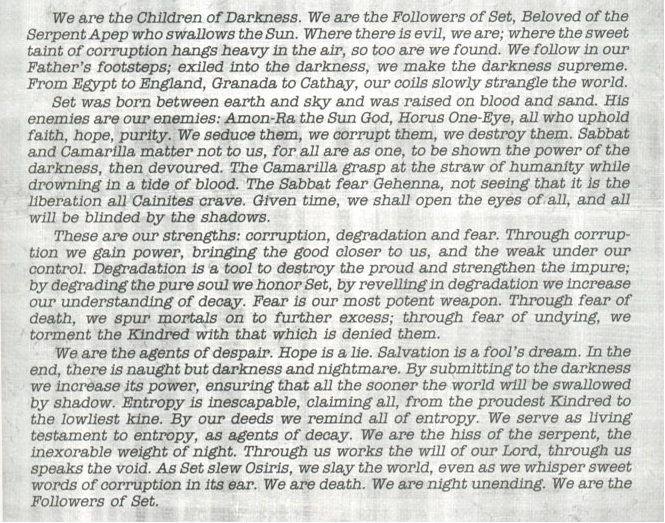 We are the Children of Darkness. We are the Followers of Set, Beloved of the
Serpent Apep who swallows the Sun. Where there is evil, we are; where the sweet
taint of corruption hangs heavy in the air, so too are we found. We follow in our
Father's footsteps; exiled into the darkness, we make the darkness supreme.
From Egypt to England, Granada to Cathay, our coils slowly strangle the world.
Set was born between earth and sky and was raised on blood and sand. His
enemies are our enemies: Amon-Ra the Sun God, Horus One-Eye, all who uphold
faith, hope, purity. We seduce them, we corrupt them, we destroy them. Sabbat
and Camarilla matter not to us, for all are as one, to be shown the power of the
darkness, then devoured. The Camarilla grasp at the straw of humanity while
drowning in a tide of blood. The Sabbat fear Gehenna, not seeing that it is the
liberation all Cainites crave. Given time, we shall open the eyes of all, and all
will be blinded by the shadows.
These are our strengths: corruption, degradation and fear. Through corrup-
tion we gain power, bringing the good closer to us, and the weak under our
control. Degradation is a tool to destroy the proud and strengthen the impure;
by degrading the pure soul we honor Set, by revelling in degradation we increase
our understanding of decay. Fear is our most potent weapon. Through fear of
death, we spur mortals on to further excess; through fear of undying, we
torment the Kindred with that which is denied them.
We are the agents of despair. Hope is a lie. Salvation is a fool's dream. In the
end, there is naught but darkness and nightmare. By submitting to the darkness
we increase its power, ensuring that all the sooner the world will be swallowed
by shadow. Entropy is inescapable, claiming all, from the proudest Kindred to
the lowliest kine. By our deeds we remind all of entropy. We serve as living
testament to entropy, as agents of decay. We are the hiss of the serpent, the
inexorable weight of night. Through us works the will of our Lord, through us
speaks the void. As Set slew Osiris, we slay the world, even as we whisper sweet
words of corruption in its ear. We are death. We are night unending. We are the
Followers of Set.